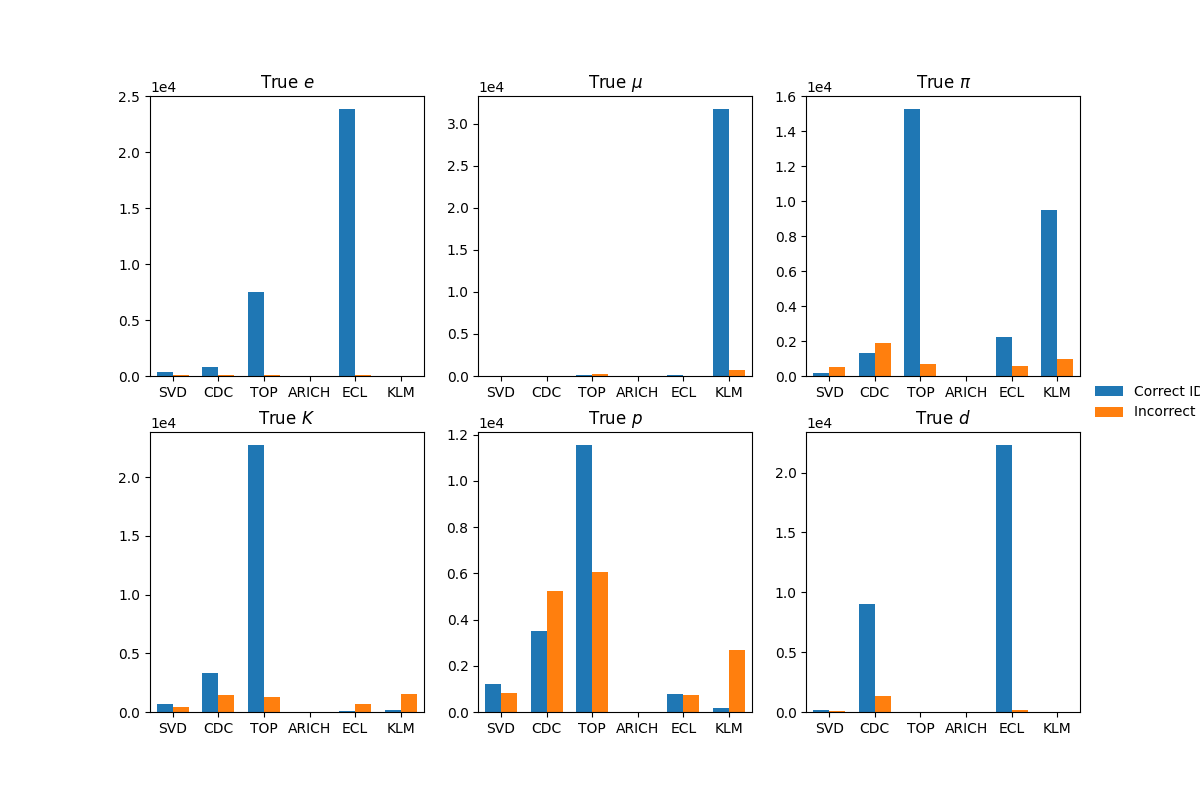 True e
1e4
2.5
2.0
1.5
1.0
0.5
0.0
SVD CDC TOP ARICH ECL KLM
True μ
1e4
3.0
2.5
2.0
1.5
1.0
0.5
0.0
SVD CDC TOP ARICH ECL KLM
True π
1e4
1.6
1.4
1.2
1.0
0.8
0.6
0.4
0.2
0.0
SVD CDC TOP ARICH ECL KLM
Correct ID
Incorrect
True K
1e4
2.0
1.5
1.0
0.5
0.0
SVD CDC TOP ARICH ECL KLM
True p
1e4
1.2
1.0
0.8
0.6
0.4
0.2
0.0
SVD CDC TOP ARICH ECL KLM
True d
1e4
2.0
1.5
1.0
0.5
0.0
SVD CDC TOP ARICH ECL KLM